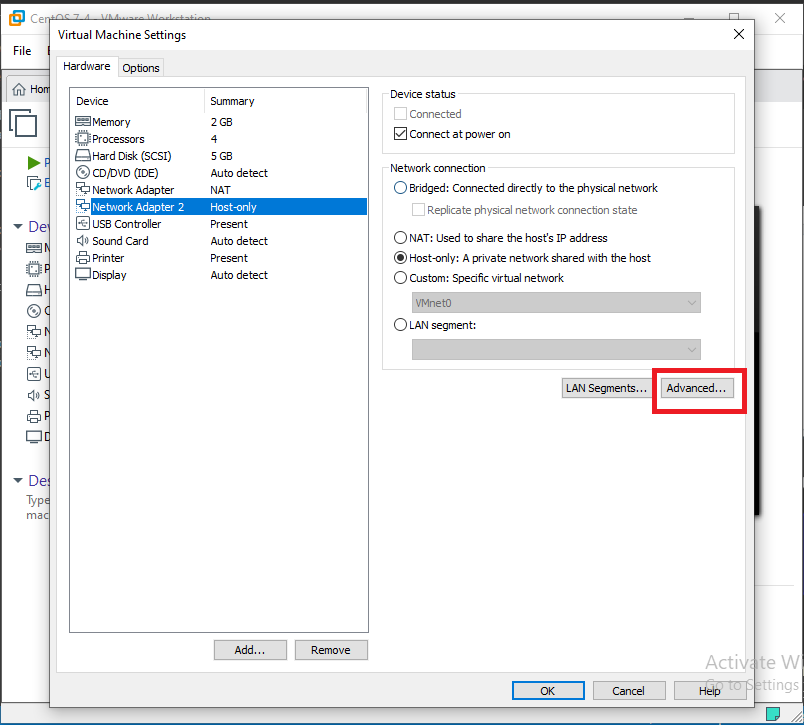 CentOS 7-4 - VMware Workstation
Virtual Machine Settings
File
Hom
Hardware
Options
Device Summary
Memory 2 GB
Processors 4
Hard Disk (SCSI) 5 GB
CD/DVD (IDE) Auto detect
Network Adapter NAT
Network Adapter 2 Host-only
USB Controller Present
Sound Card Auto detect
Printer Present
Display Auto detect
Add...
Remove
Device status
Connected
Connect at power on
Network connection
Bridged: Connected directly to the physical network
Replicate physical network connection state
NAT: Used to share the host's IP address
Host-only: A private network shared with the host
Custom: Specific virtual network
VMnet0
LAN segment:
LAN Segments...
Advanced...
OK
Cancel
Help
Dev
Des
Type
mac
Activate Wi
Go to Settings